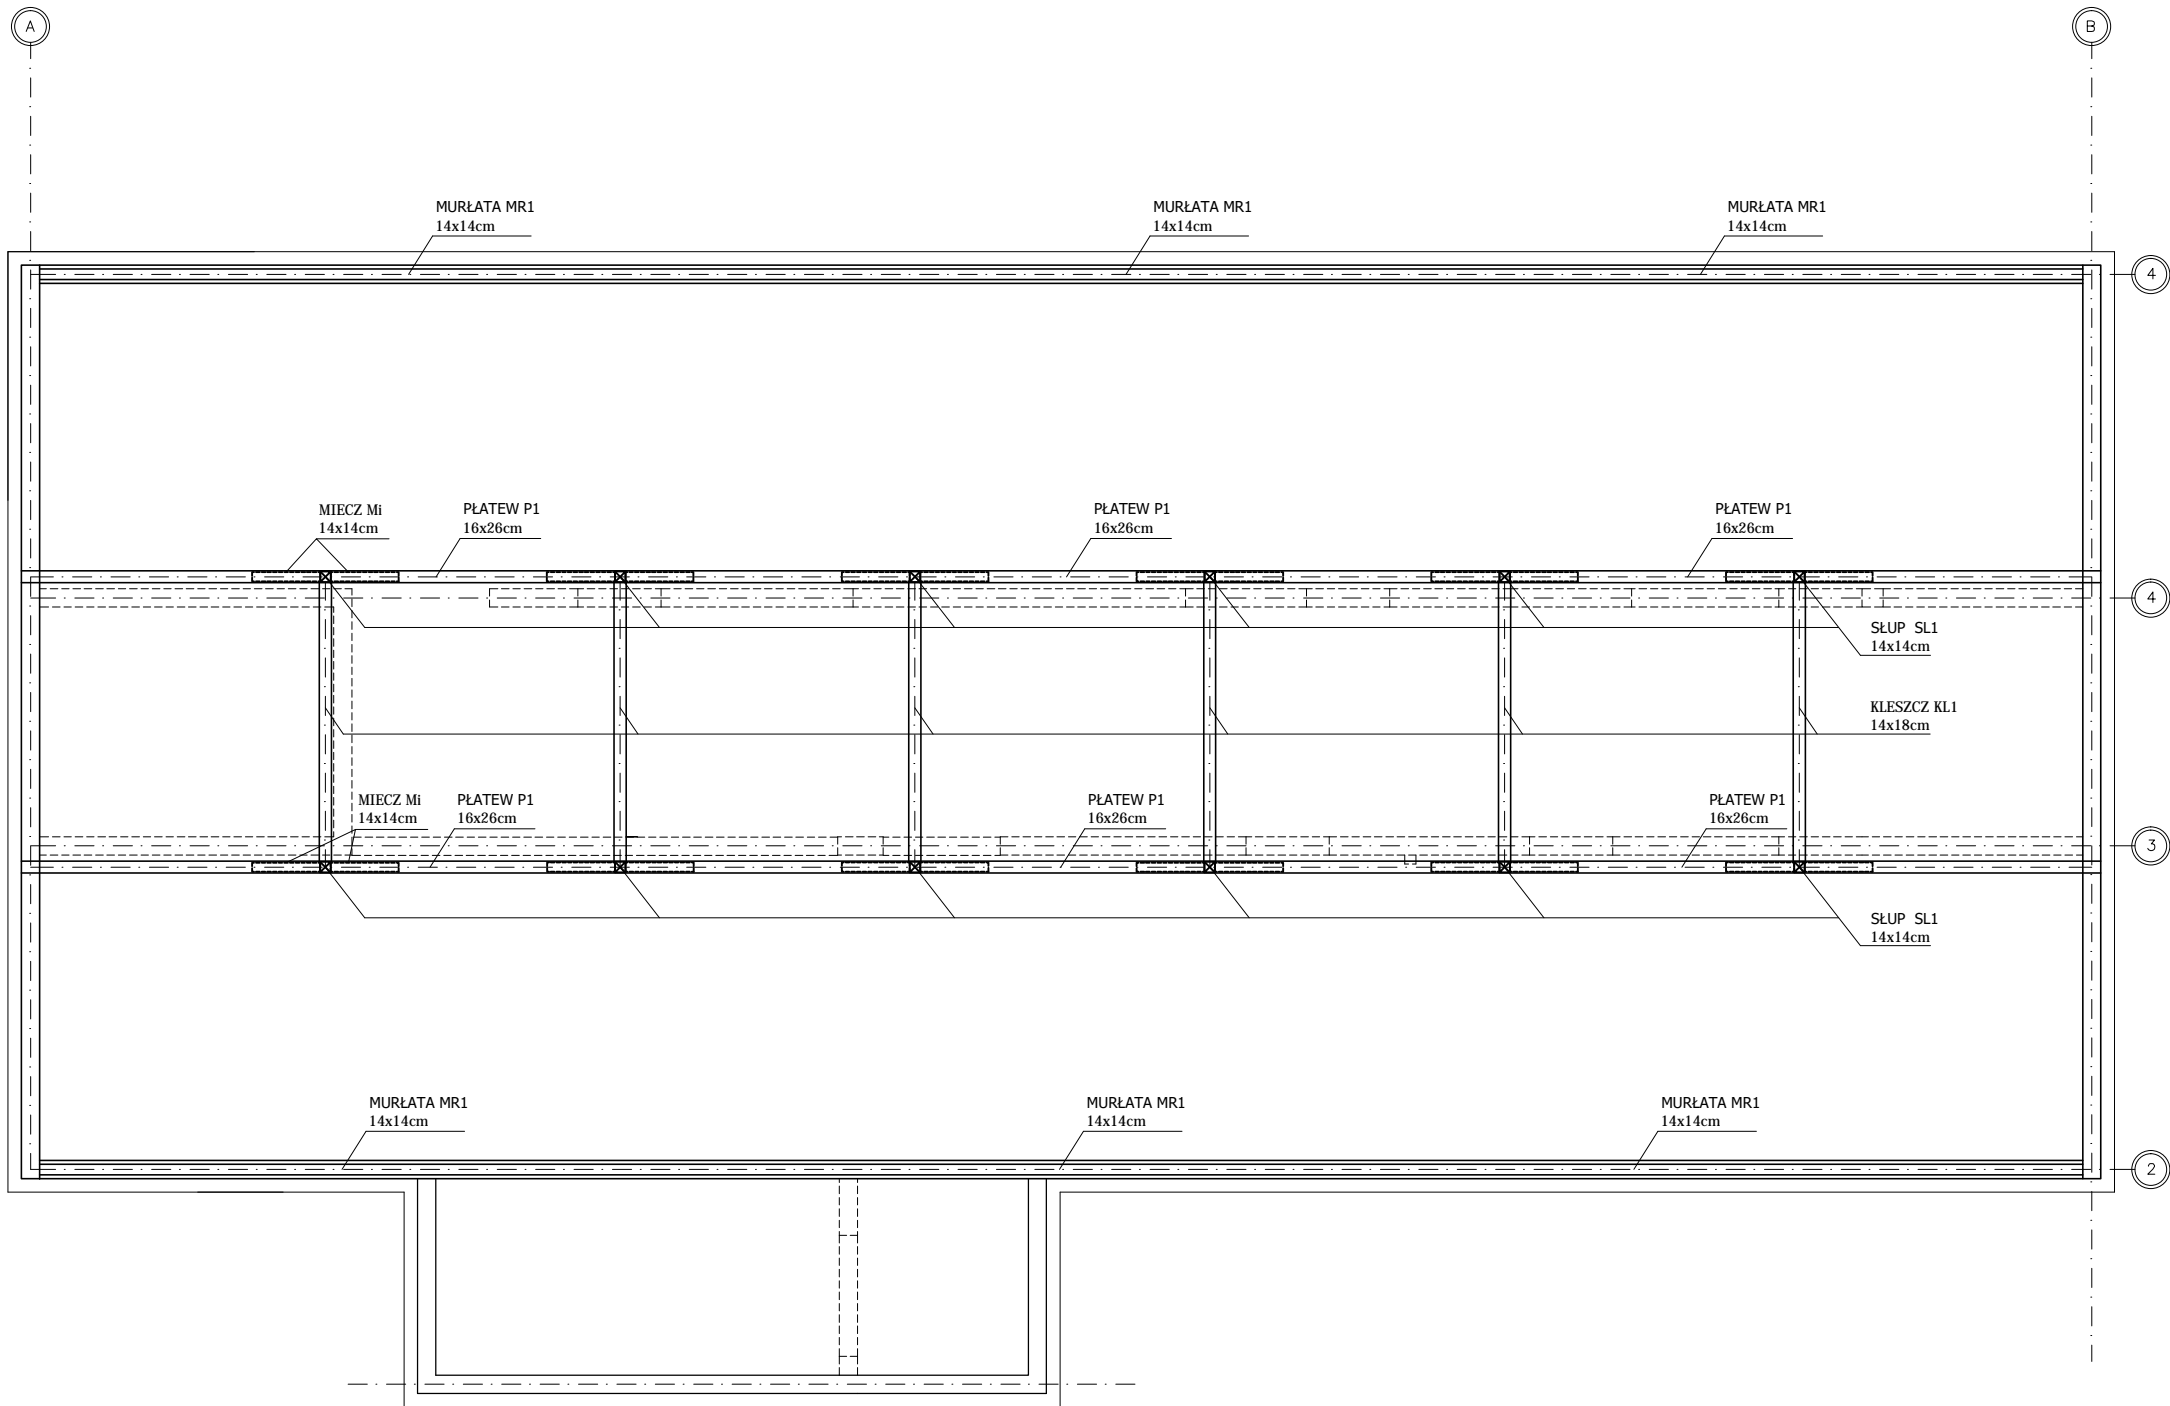 A
B
MURŁATA MR1
14x14cm
MURŁATA MR1
14x14cm
MURŁATA MR1
14x14cm
4
MIECZ Mi
14x14cm
PŁATEW P1
16x26cm
PŁATEW P1
16x26cm
PŁATEW P1
16x26cm
4
SŁUP SL1
14x14cm
KLESZCZ KL1
14x18cm
MIECZ Mi
14x14cm
PŁATEW P1
16x26cm
PŁATEW P1
16x26cm
PŁATEW P1
16x26cm
3
SŁUP SL1
14x14cm
MURŁATA MR1
14x14cm
MURŁATA MR1
14x14cm
MURŁATA MR1
14x14cm
2